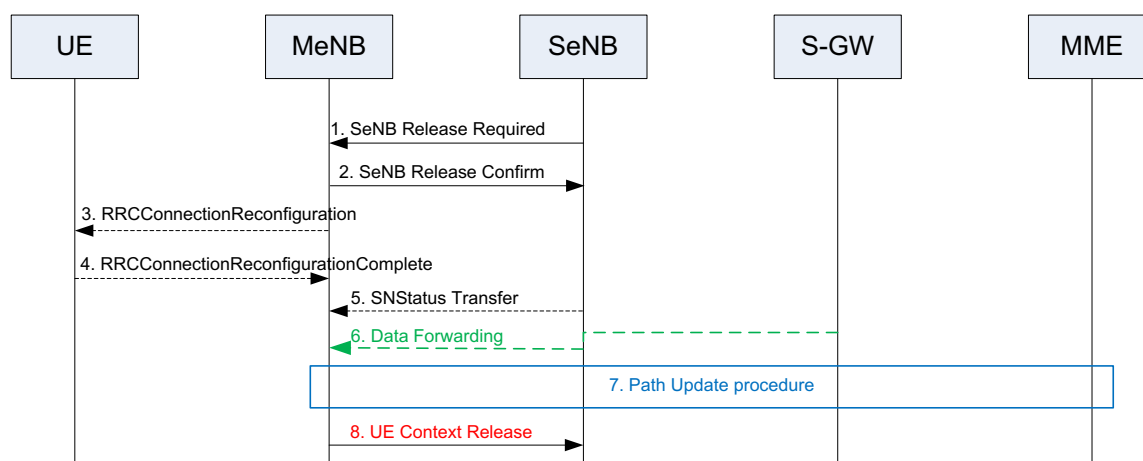 UE
MeNB
SeNB
S-GW
MME
1. SeNB Release Required
2. SeNB Release Confirm
3. RRCConnectionReconfiguration
4. RRCConnectionReconfigurationComplete
5. SNStatus Transfer
6. Data Forwarding
7. Path Update procedure
8. UE Context Release